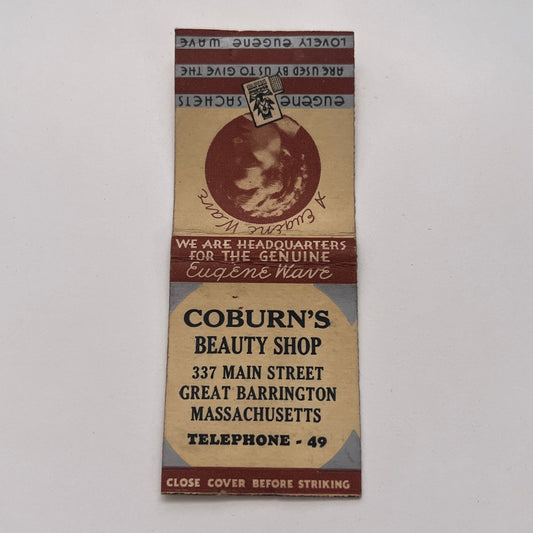 LOVELY EUGENE WAVE
ARE USED BY US TO GIVE THE
EUGENE SACHETS
A Eugene Wave
WE ARE HEADQUARTERS
FOR THE GENUINE
Eugene Wave
COBURN'S
BEAUTY SHOP
337 MAIN STREET
GREAT BARRINGTON
MASSACHUSETTS
TELEPHONE - 49
CLOSE COVER BEFORE STRIKING